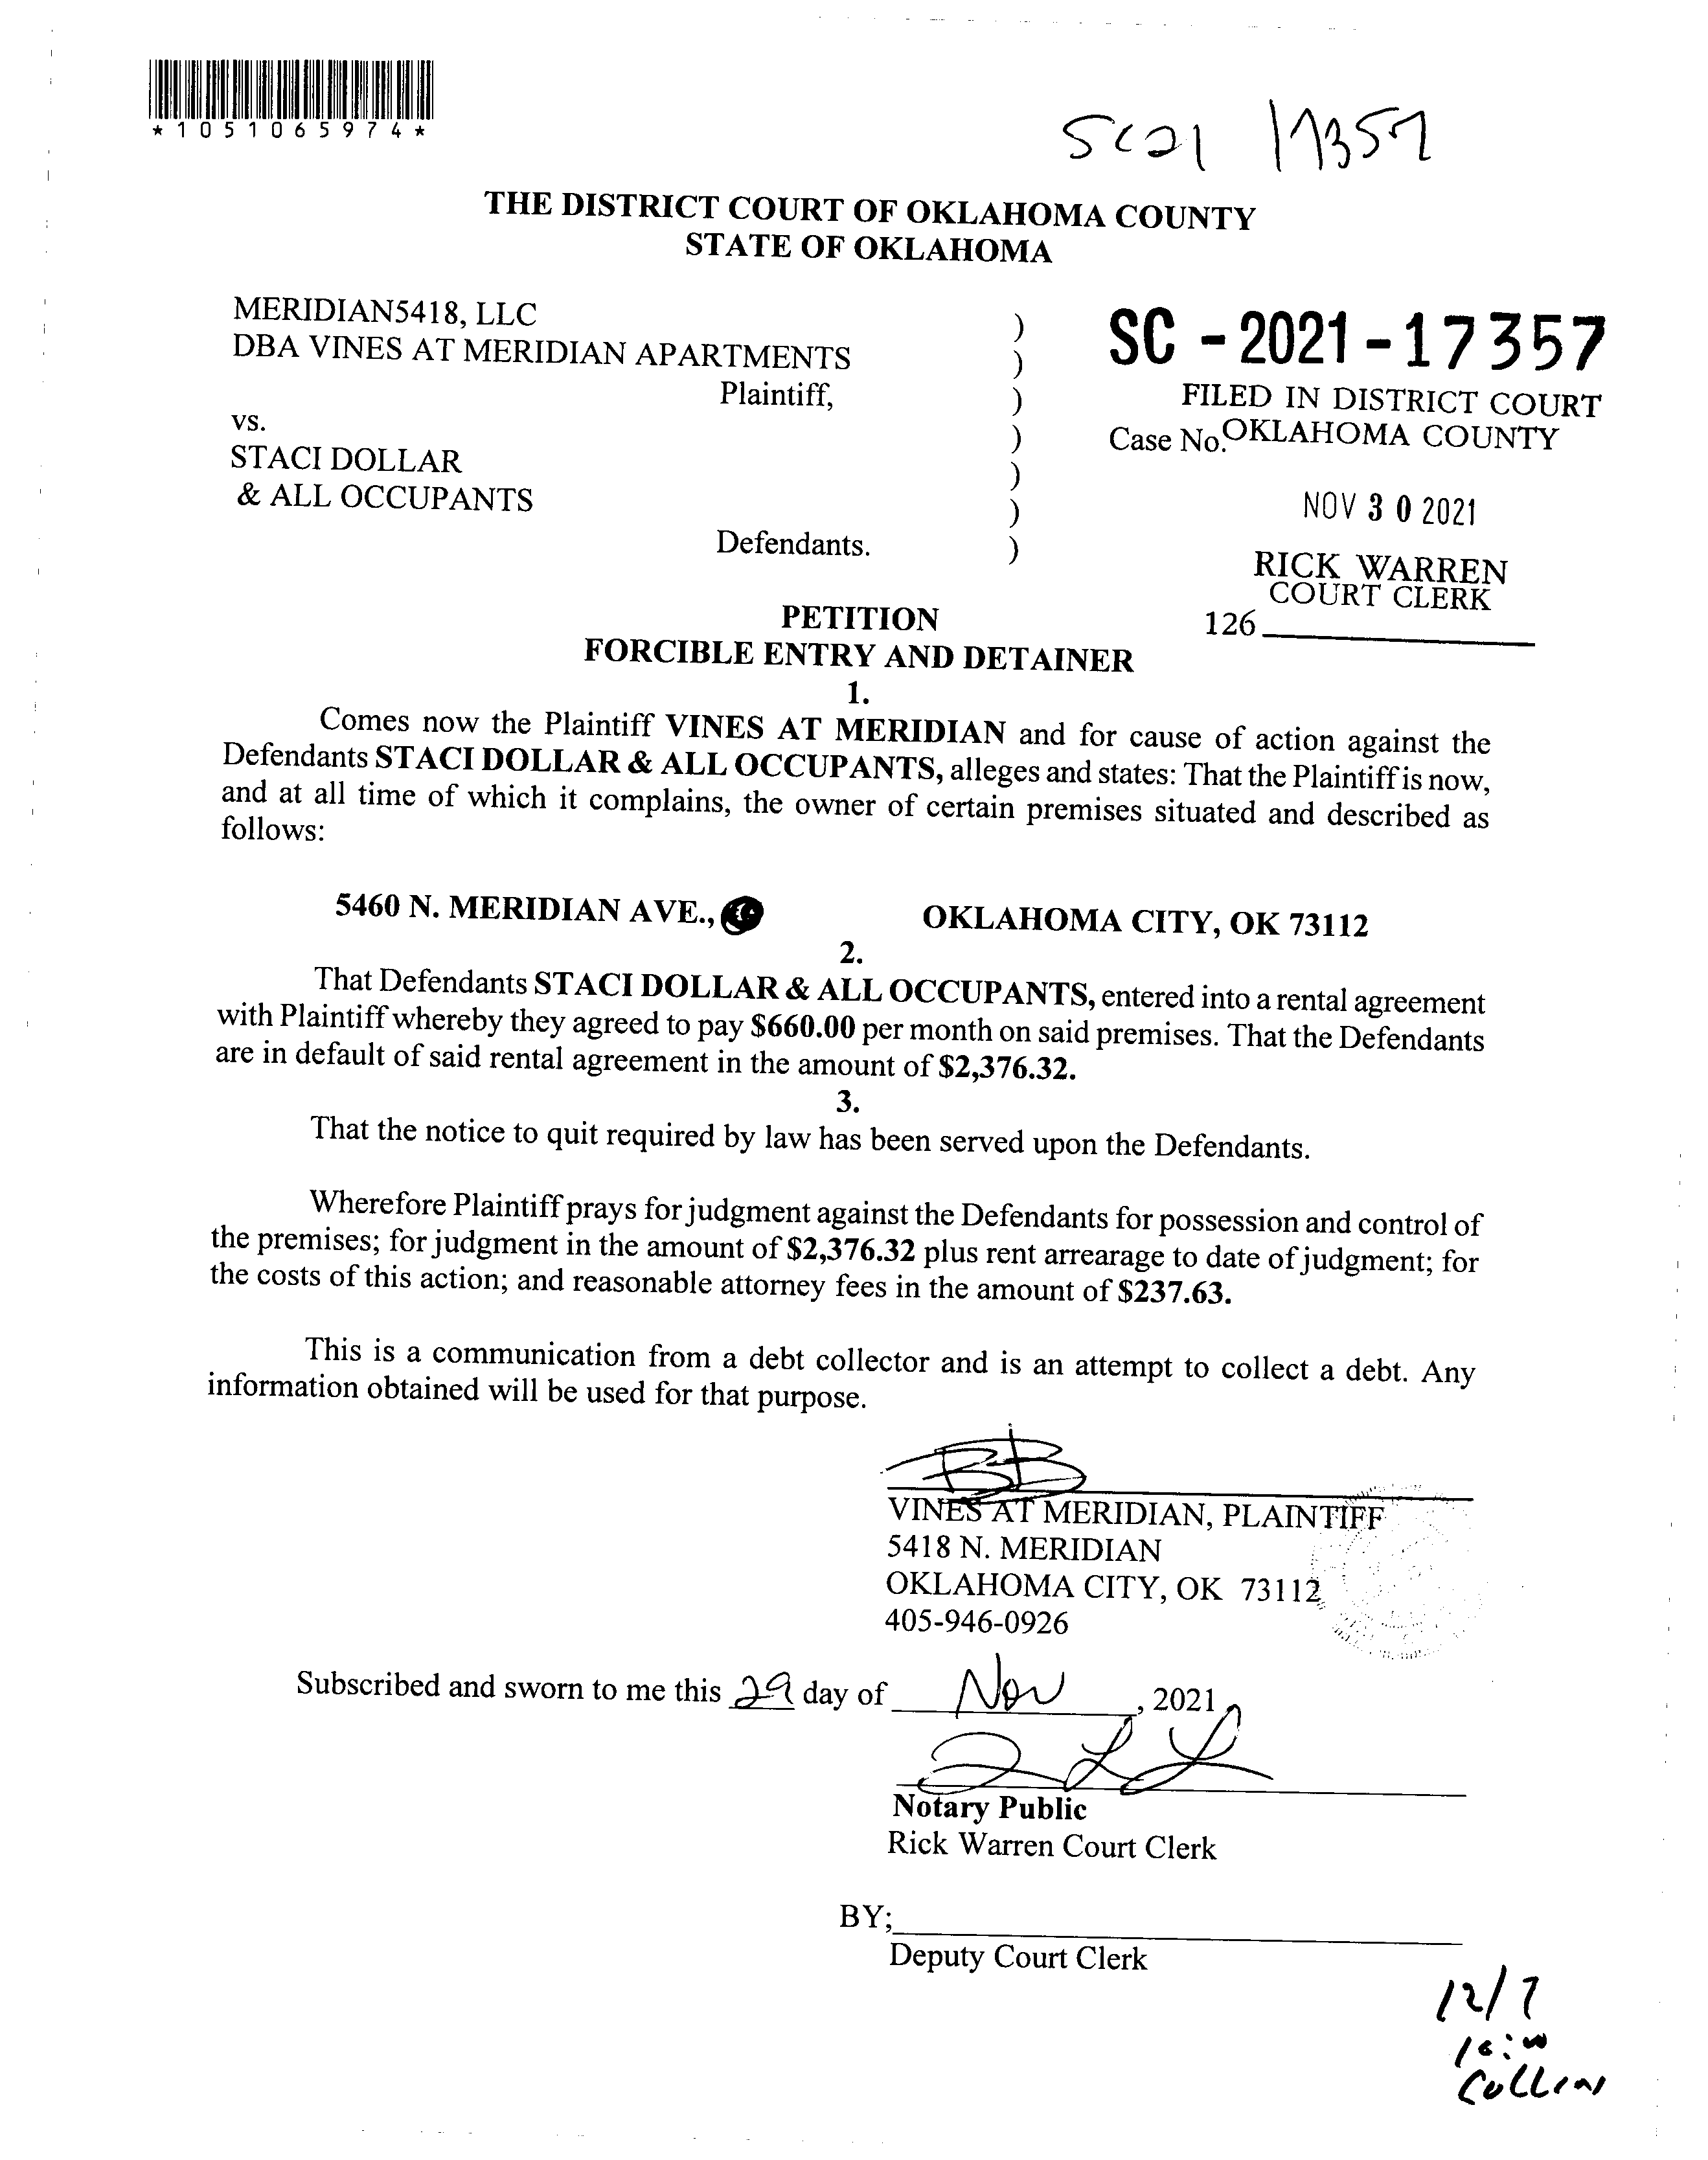 *1051065974*
SC21 17357
THE DISTRICT COURT OF OKLAHOMA COUNTY
STATE OF OKLAHOMA
MERIDIAN5418, LLC )
DBA VINES AT MERIDIAN APARTMENTS )
Plaintiff, )
vs. )
STACI DOLLAR )
& ALL OCCUPANTS )
Defendants. )
SC - 2021 - 17357
FILED IN DISTRICT COURT
Case No. OKLAHOMA COUNTY
NOV 30 2021
RICK WARREN
COURT CLERK
126
PETITION
FORCIBLE ENTRY AND DETAINER
1.
Comes now the Plaintiff VINES AT MERIDIAN and for cause of action against the
Defendants STACI DOLLAR & ALL OCCUPANTS, alleges and states: That the Plaintiff is now,
and at all time of which it complains, the owner of certain premises situated and described as
follows:
5460 N. MERIDIAN AVE., OKLAHOMA CITY, OK 73112
2.
That Defendants STACI DOLLAR & ALL OCCUPANTS, entered into a rental agreement
with Plaintiff whereby they agreed to pay $660.00 per month on said premises. That the Defendants
are in default of said rental agreement in the amount of $2,376.32.
3.
That the notice to quit required by law has been served upon the Defendants.
Wherefore Plaintiff prays for judgment against the Defendants for possession and control of
the premises; for judgment in the amount of $2,376.32 plus rent arrearage to date of judgment; for
the costs of this action; and reasonable attorney fees in the amount of $237.63.
This is a communication from a debt collector and is an attempt to collect a debt. Any
information obtained will be used for that purpose.
VINES AT MERIDIAN, PLAINTIFF
5418 N. MERIDIAN
OKLAHOMA CITY, OK 73112
405-946-0926
Subscribed and sworn to me this 29 day of Nov, 2021
Notary Public
Rick Warren Court Clerk
BY;
Deputy Court Clerk
12/7
Collins